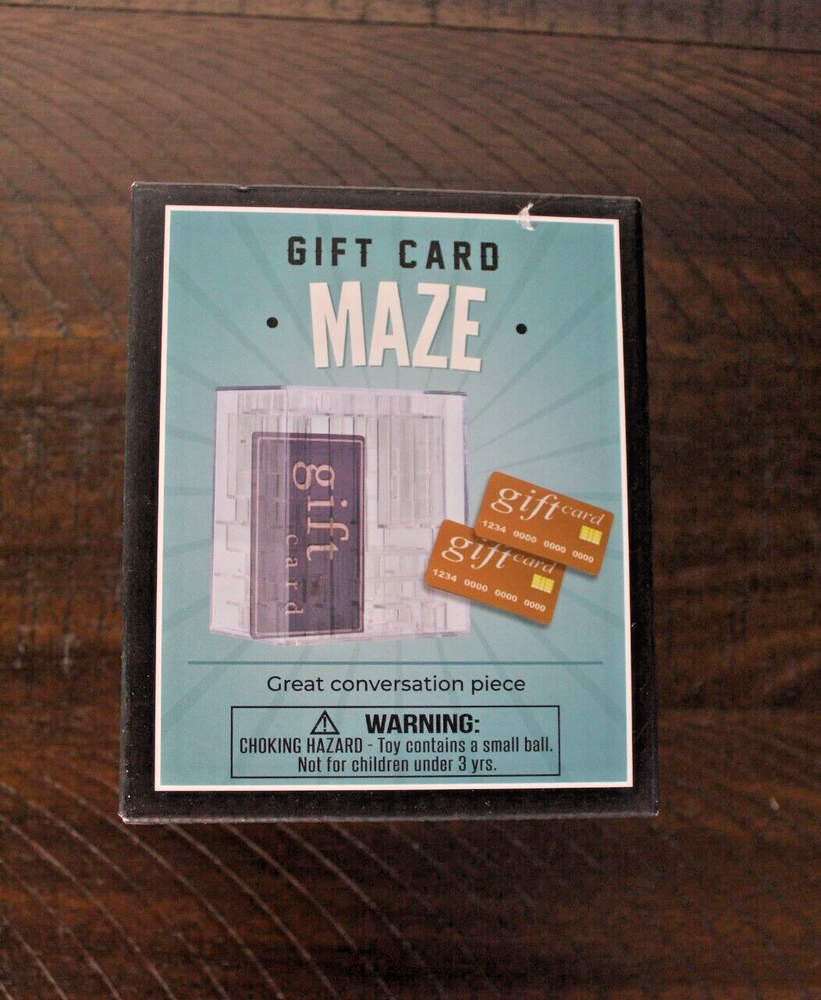 GIFT CARD
MAZE
gift
card
gift card
1234 0000 0000 0000
gift card
1234 0000 0000 0000
Great conversation piece
WARNING:
CHOKING HAZARD - Toy contains a small ball.
Not for children under 3 yrs.